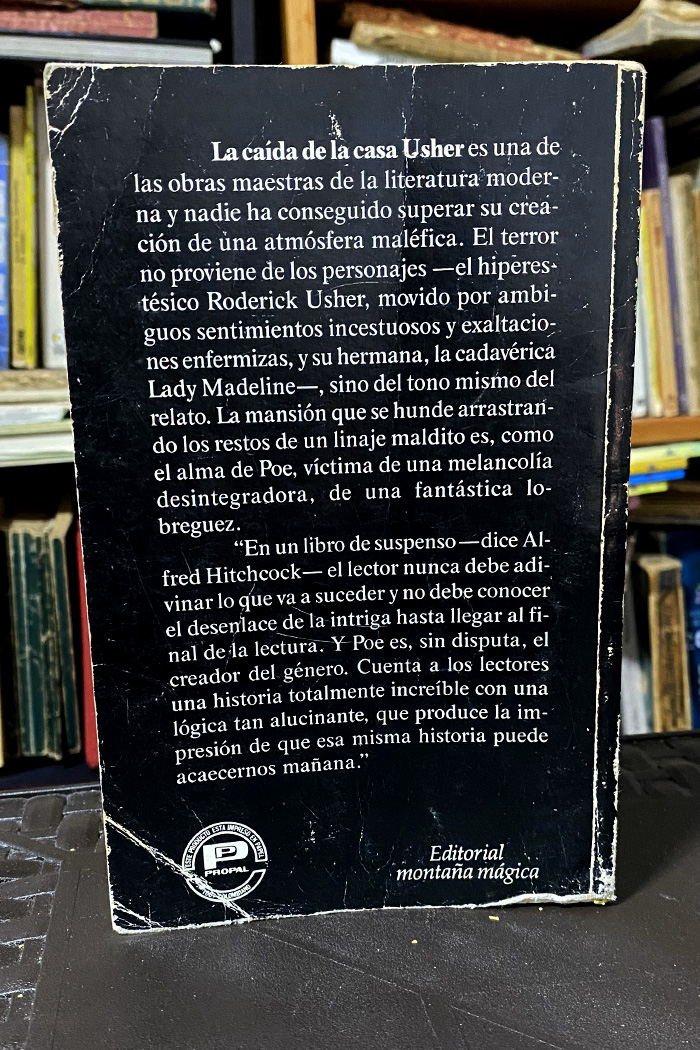 La caída de la casa Usher es una de
las obras maestras de la literatura moder-
na y nadie ha conseguido superar su crea-
ción de una atmósfera maléfica. El terror
no proviene de los personajes —el hiperes-
tésico Roderick Usher, movido por ambi-
guos sentimientos incestuosos y exaltacio-
nes enfermizas, y su hermana, la cadavérica
Lady Madeline—, sino del tono mismo del
relato. La mansión que se hunde arrastran-
do los restos de un linaje maldito es, como
el alma de Poe, víctima de una melancolía
desintegradora, de una fantástica lo-
breguez.
“En un libro de suspenso —dice Al-
fred Hitchcock— el lector nunca debe adi-
vinar lo que va a suceder y no debe conocer
el desenlace de la intriga hasta llegar al fi-
nal de la lectura. Y Poe es, sin disputa, el
creador del género. Cuenta a los lectores
una historia totalmente increíble con una
lógica tan alucinante, que produce la im-
presión de que esa misma historia puede
acaecernos mañana.”
ESTE PRODUCTO ESTA IMPRESO EN PAPEL
PROPAL
COLOMBIANO
Editorial
montaña mágica